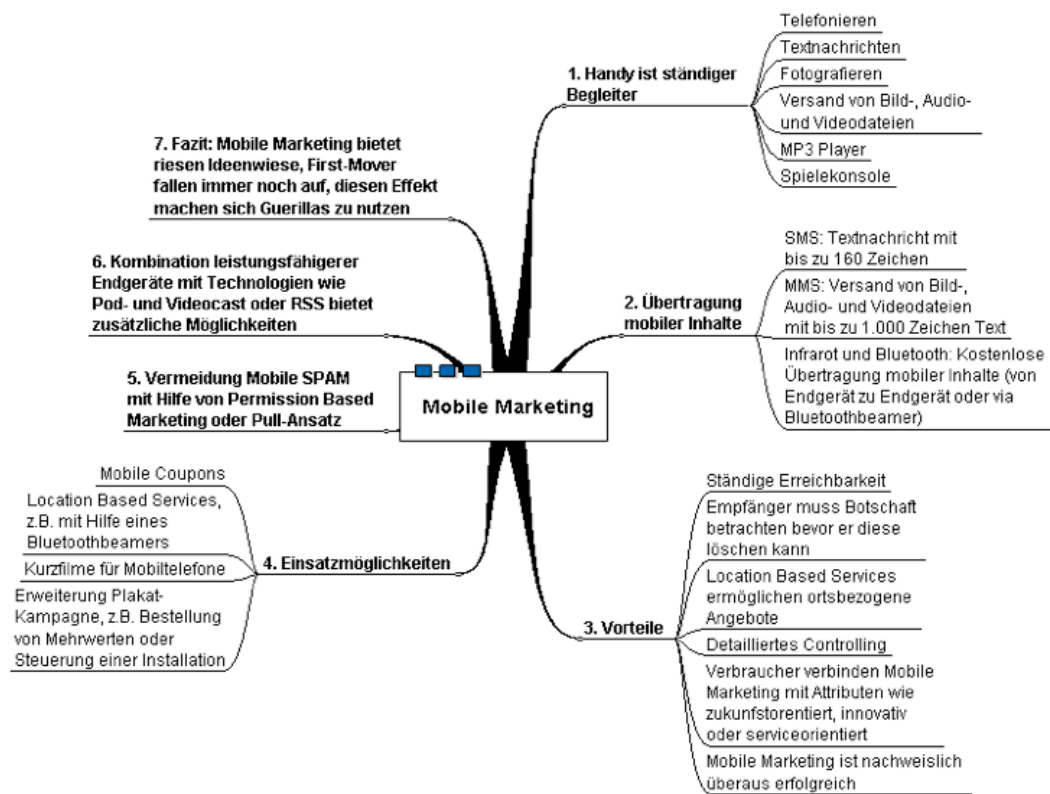 Mobile Marketing
1. Handy ist ständiger
Begleiter
Telefonieren
Textnachrichten
Fotografieren
Versand von Bild-, Audio-
und Videodateien
MP3 Player
Spielekonsole
2. Übertragung
mobiler Inhalte
SMS: Textnachricht mit
bis zu 160 Zeichen
MMS: Versand von Bild-,
Audio- und Videodateien
mit bis zu 1.000 Zeichen Text
Infrarot und Bluetooth: Kostenlose
Übertragung mobiler Inhalte (von
Endgerät zu Endgerät oder via
Bluetoothbeamer)
3. Vorteile
Ständige Erreichbarkeit
Empfänger muss Botschaft
betrachten bevor er diese
löschen kann
Location Based Services
ermöglichen ortsbezogene
Angebote
Detailliertes Controlling
Verbraucher verbinden Mobile
Marketing mit Attributen wie
zukunfstorentiert, innovativ
oder serviceorientiert
Mobile Marketing ist nachweislich
überaus erfolgreich
4. Einsatzmöglichkeiten
Mobile Coupons
Location Based Services,
z.B. mit Hilfe eines
Bluetoothbeamers
Kurzfilme für Mobiltelefone
Erweiterung Plakat-
Kampagne, z.B. Bestellung
von Mehrwerten oder
Steuerung einer Installation
5. Vermeidung Mobile SPAM
mit Hilfe von Permission Based
Marketing oder Pull-Ansatz
6. Kombination leistungsfähigerer
Endgeräte mit Technologien wie
Pod- und Videocast oder RSS bietet
zusätzliche Möglichkeiten
7. Fazit: Mobile Marketing bietet
riesen Ideenwiese, First-Mover
fallen immer noch auf, diesen Effekt
machen sich Guerillas zu nutzen